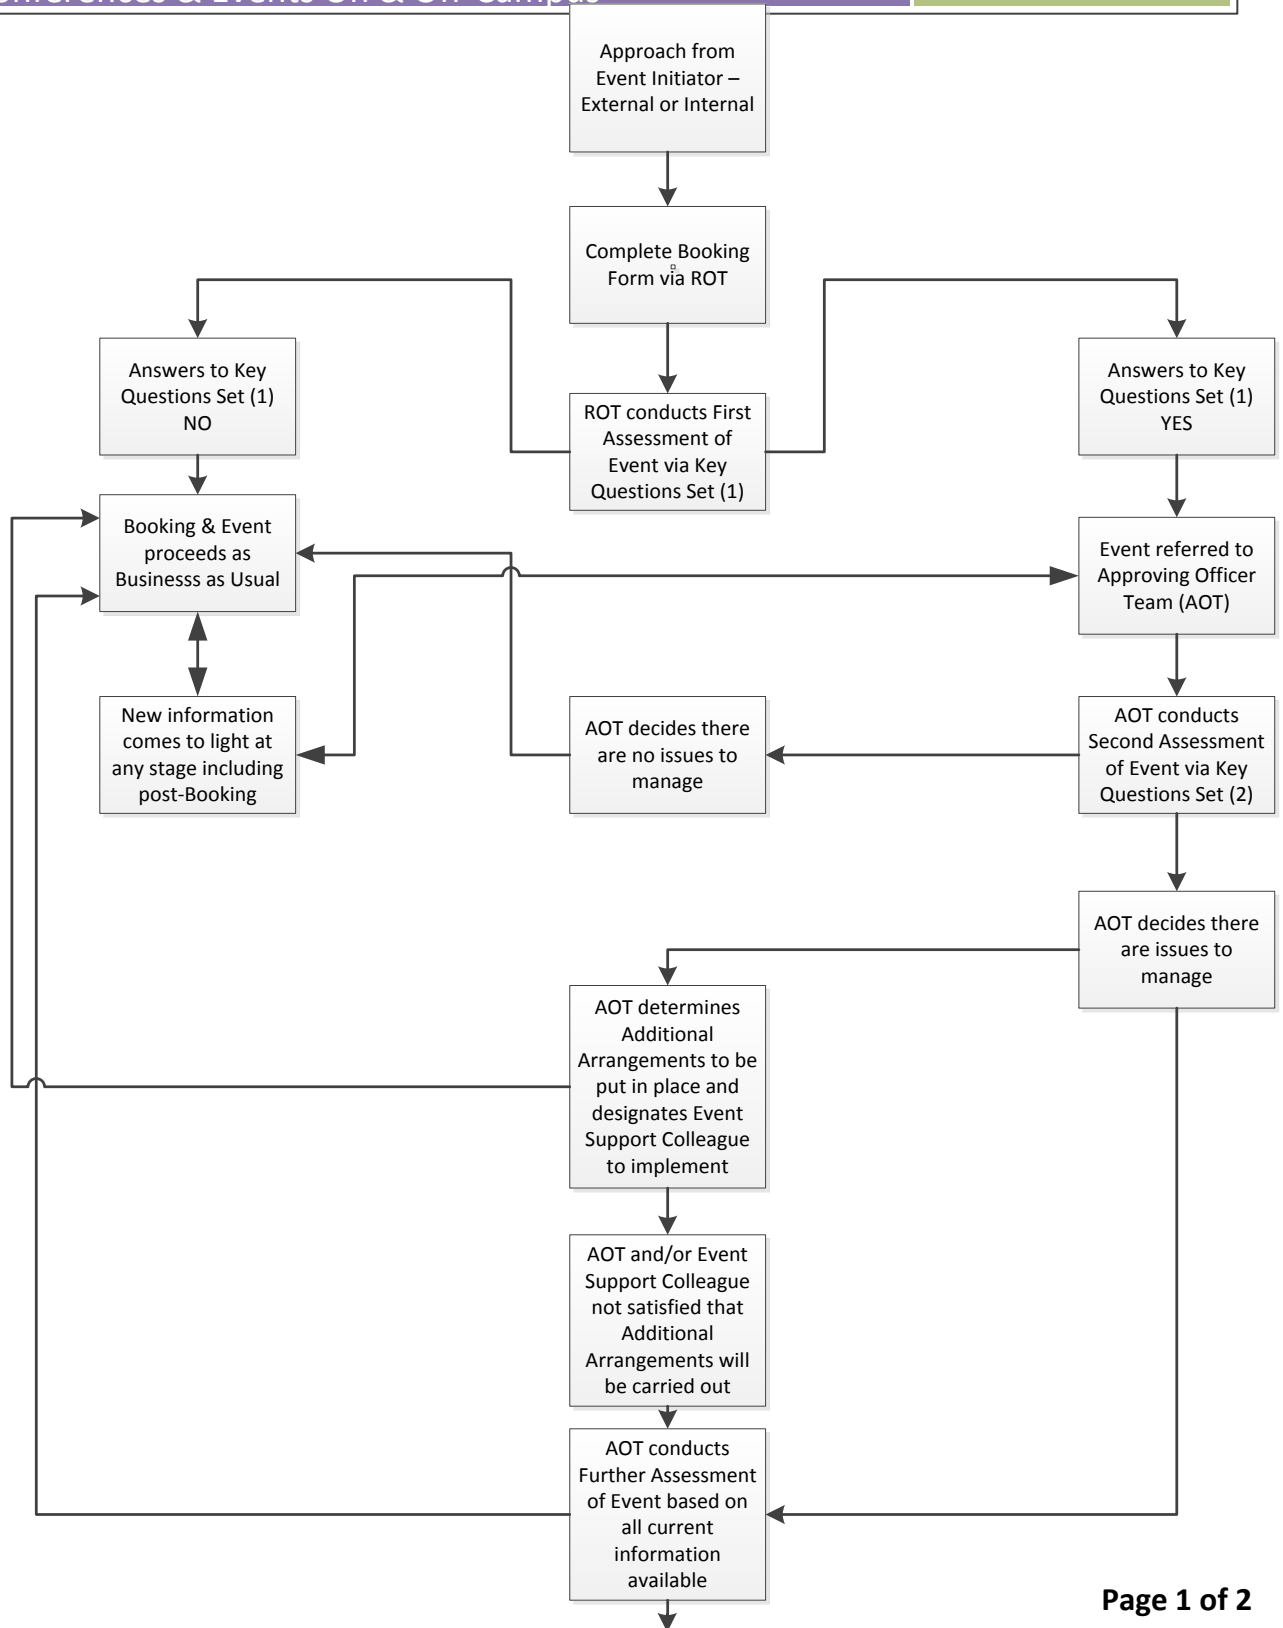 Conferences & Events On & Off Campus
Approach from
Event Initiator –
External or Internal
Complete Booking
Form via ROT
Answers to Key
Questions Set (1)
NO
ROT conducts First
Assessment of
Event via Key
Questions Set (1)
Answers to Key
Questions Set (1)
YES
Booking & Event
proceeds as
Businesss as Usual
Event referred to
Approving Officer
Team (AOT)
New information
comes to light at
any stage including
post-Booking
AOT decides there
are no issues to
manage
AOT conducts
Second Assessment
of Event via Key
Questions Set (2)
AOT decides there
are issues to
manage
AOT determines
Additional
Arrangements to be
put in place and
designates Event
Support Colleague
to implement
AOT and/or Event
Support Colleague
not satisfied that
Additional
Arrangements will
be carried out
AOT conducts
Further Assessment
of Event based on
all current
information
available
Page 1 of 2